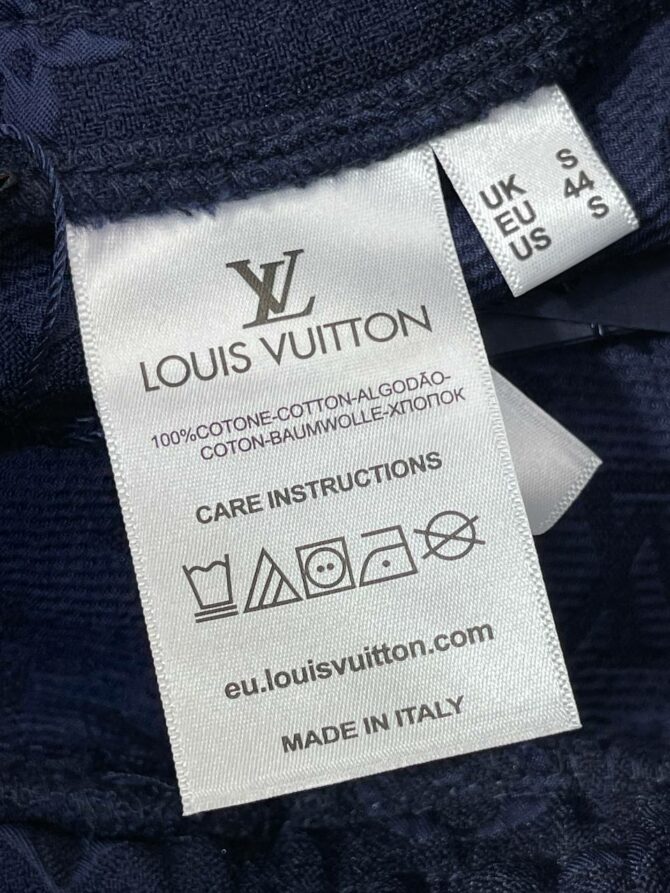 UK S
EU 44
US S
LV
LOUIS VUITTON
100%COTONE-COTTON-ALGODÃO-
COTON-BAUMWOLLE-ХПОПОК
CARE INSTRUCTIONS
eu.louisvuitton.com
MADE IN ITALY